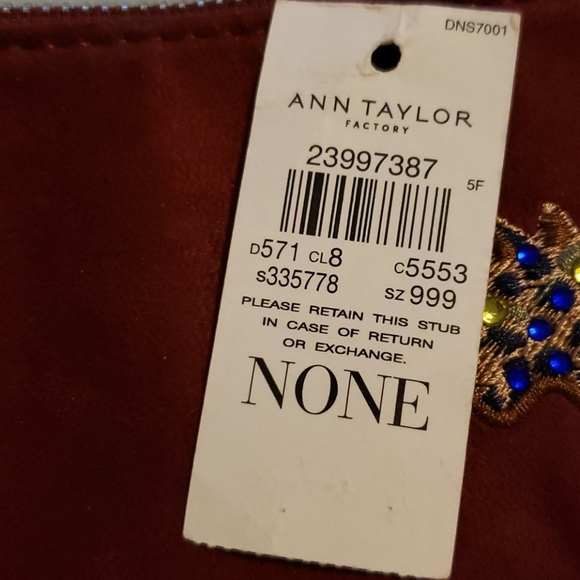 DNS7001
ANN TAYLOR
FACTORY
23997387
5F
D571 CL8 C5553
S335778 SZ 999
PLEASE RETAIN THIS STUB
IN CASE OF RETURN
OR EXCHANGE.
NONE